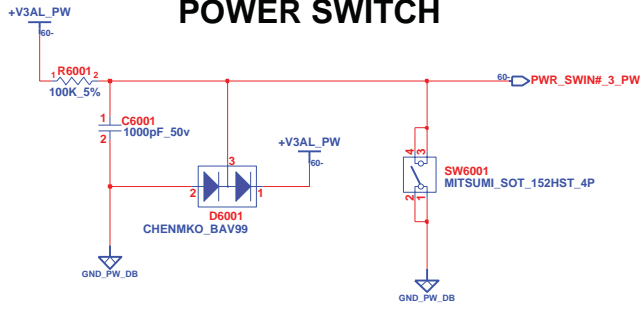 POWER SWITCH
+V3AL_PW
60-
1 R6001 2
100K_5%
60- PWR_SWIN#_3_PW
1 C6001
1000pF_50v
2
+V3AL_PW
60-
3
2 1
D6001
CHENMKO_BAV99
4 3
SW6001
MITSUMI_SOT_152HST_4P
2 1
GND_PW_DB
GND_PW_DB